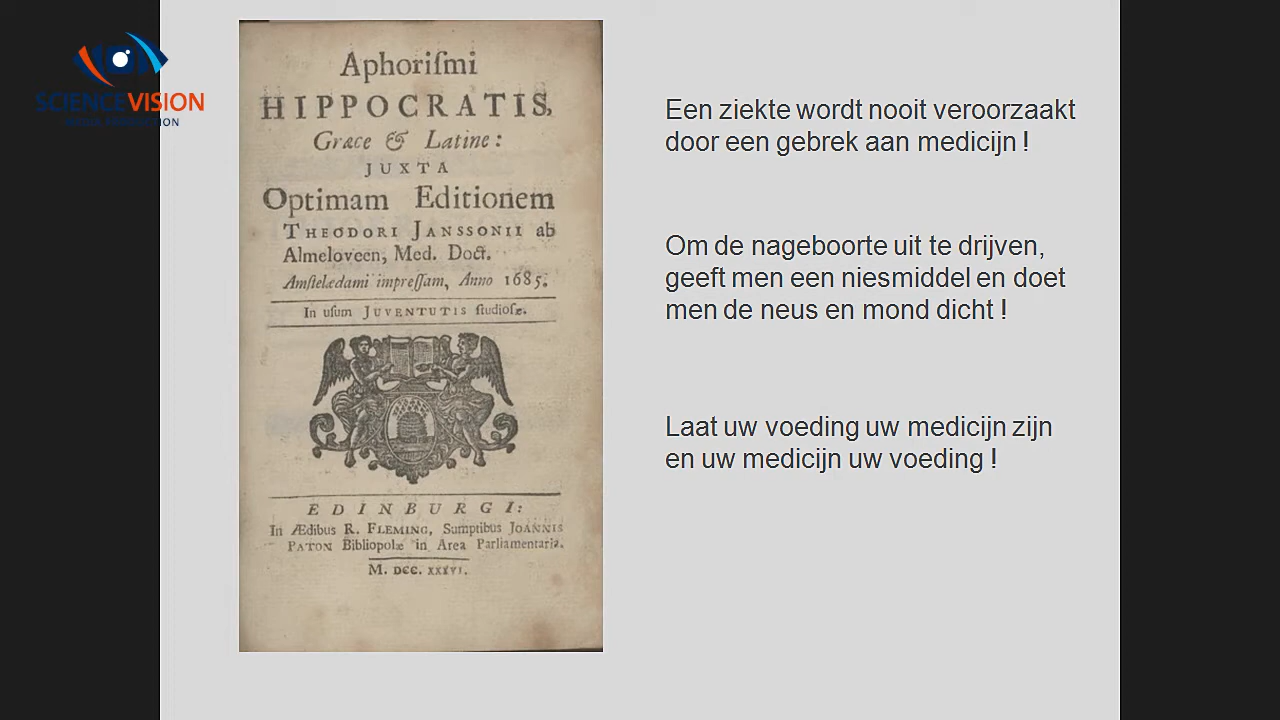 SCIENCEVISION
Aphoriſmi
HIPPOCRATIS,
Græce & Latine:
JUXTA
Optimam Editionem
THEODORI JANSSONII ab
Almeloveen, Med. Doct.
Amſtelædami impreſſam, Anno 1685.
In uſum JUVENTUTIS ſtudioſæ.
EDINBURGI:
In Ædibus R. FLEMING, Sumptibus JOANNIS
PATON Bibliopolæ in Area Parliamentaria.
M. DCC. XXXVI.
Een ziekte wordt nooit veroorzaakt
door een gebrek aan medicijn !
Om de nageboorte uit te drijven,
geeft men een niesmiddel en doet
men de neus en mond dicht !
Laat uw voeding uw medicijn zijn
en uw medicijn uw voeding !